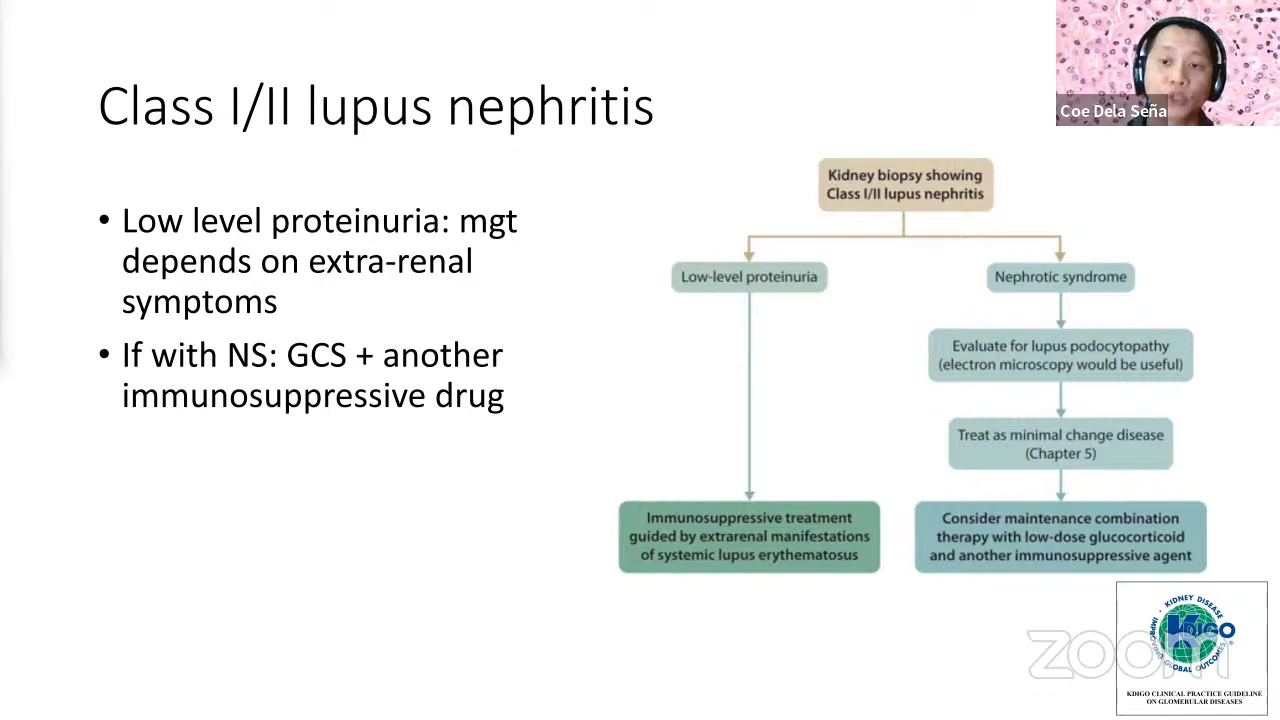 Class I/II lupus nephritis
Coe Dela Seña
• Low level proteinuria: mgt
depends on extra-renal
symptoms
• If with NS: GCS + another
immunosuppressive drug
Kidney biopsy showing
Class I/II lupus nephritis
Low-level proteinuria
Nephrotic syndrome
Evaluate for lupus podocytopathy
(electron microscopy would be useful)
Treat as minimal change disease
(Chapter 5)
Immunosuppressive treatment
guided by extrarenal manifestations
of systemic lupus erythematosus
Consider maintenance combination
therapy with low-dose glucocorticoid
and another immunosuppressive agent
zoom
KIDNEY DISEASE
KDIGO
IMPROVING GLOBAL OUTCOMES
KDIGO CLINICAL PRACTICE GUIDELINE
ON GLOMERULAR DISEASES